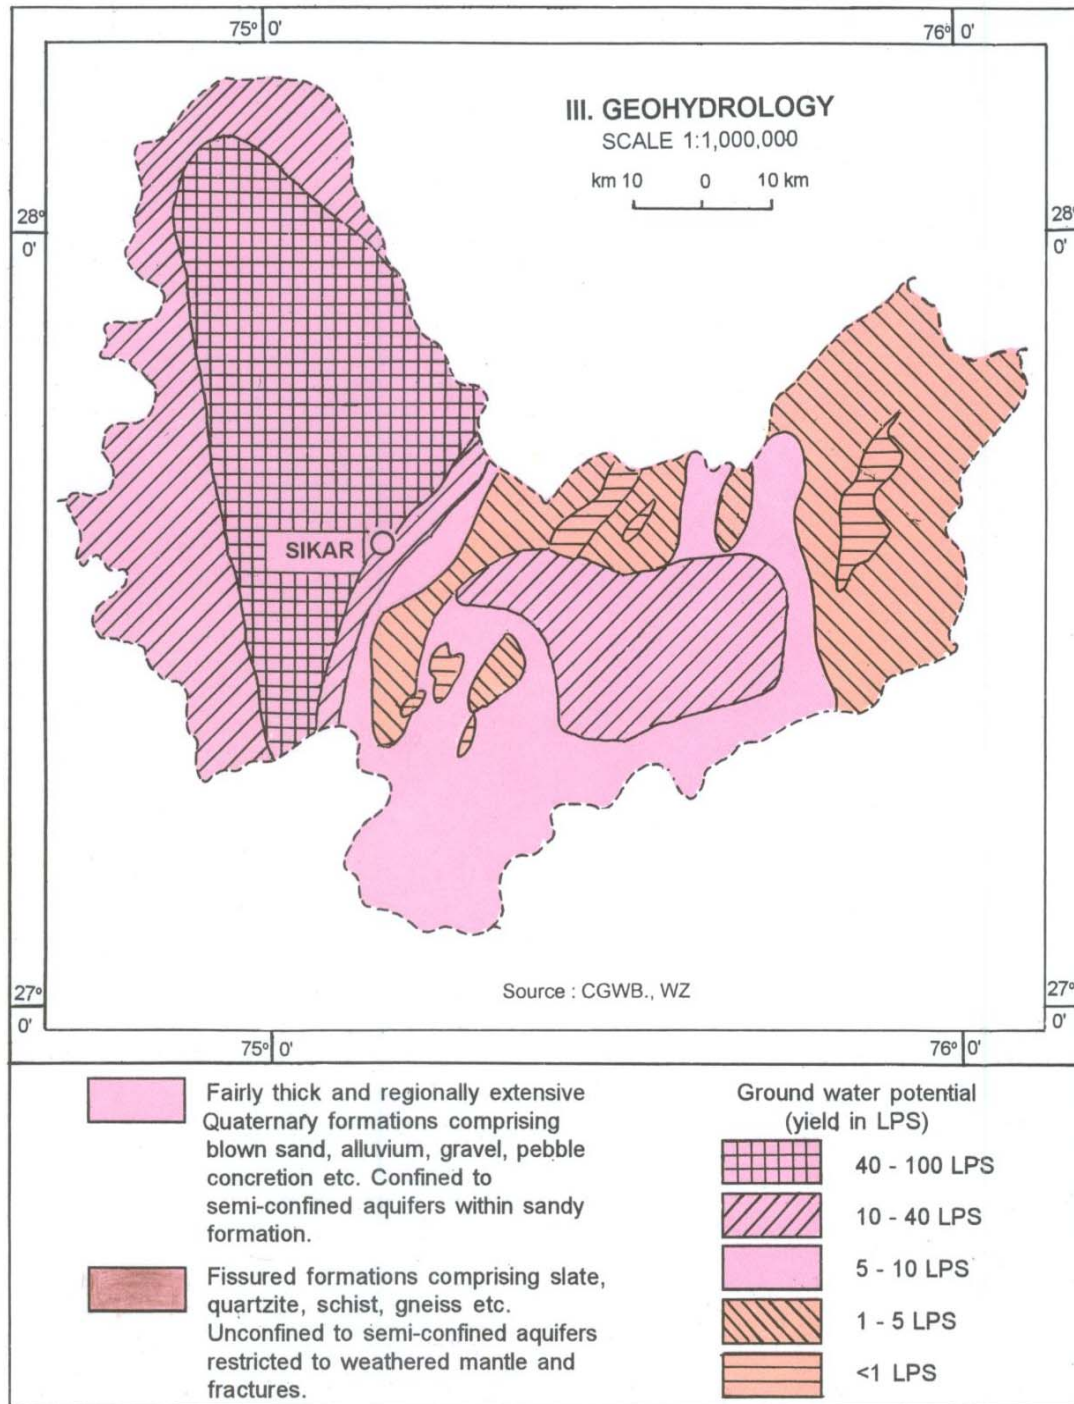 75° 0'
76° 0'
III. GEOHYDROLOGY
SCALE 1:1,000,000
km 10 0 10 km
28°
0'
28°
0'
SIKAR
Source : CGWB., WZ
27°
0'
27°
0'
75° 0'
76° 0'
Fairly thick and regionally extensive
Quaternary formations comprising
blown sand, alluvium, gravel, pebble
concretion etc. Confined to
semi-confined aquifers within sandy
formation.
Fissured formations comprising slate,
quartzite, schist, gneiss etc.
Unconfined to semi-confined aquifers
restricted to weathered mantle and
fractures.
Ground water potential
(yield in LPS)
40 - 100 LPS
10 - 40 LPS
5 - 10 LPS
1 - 5 LPS
<1 LPS